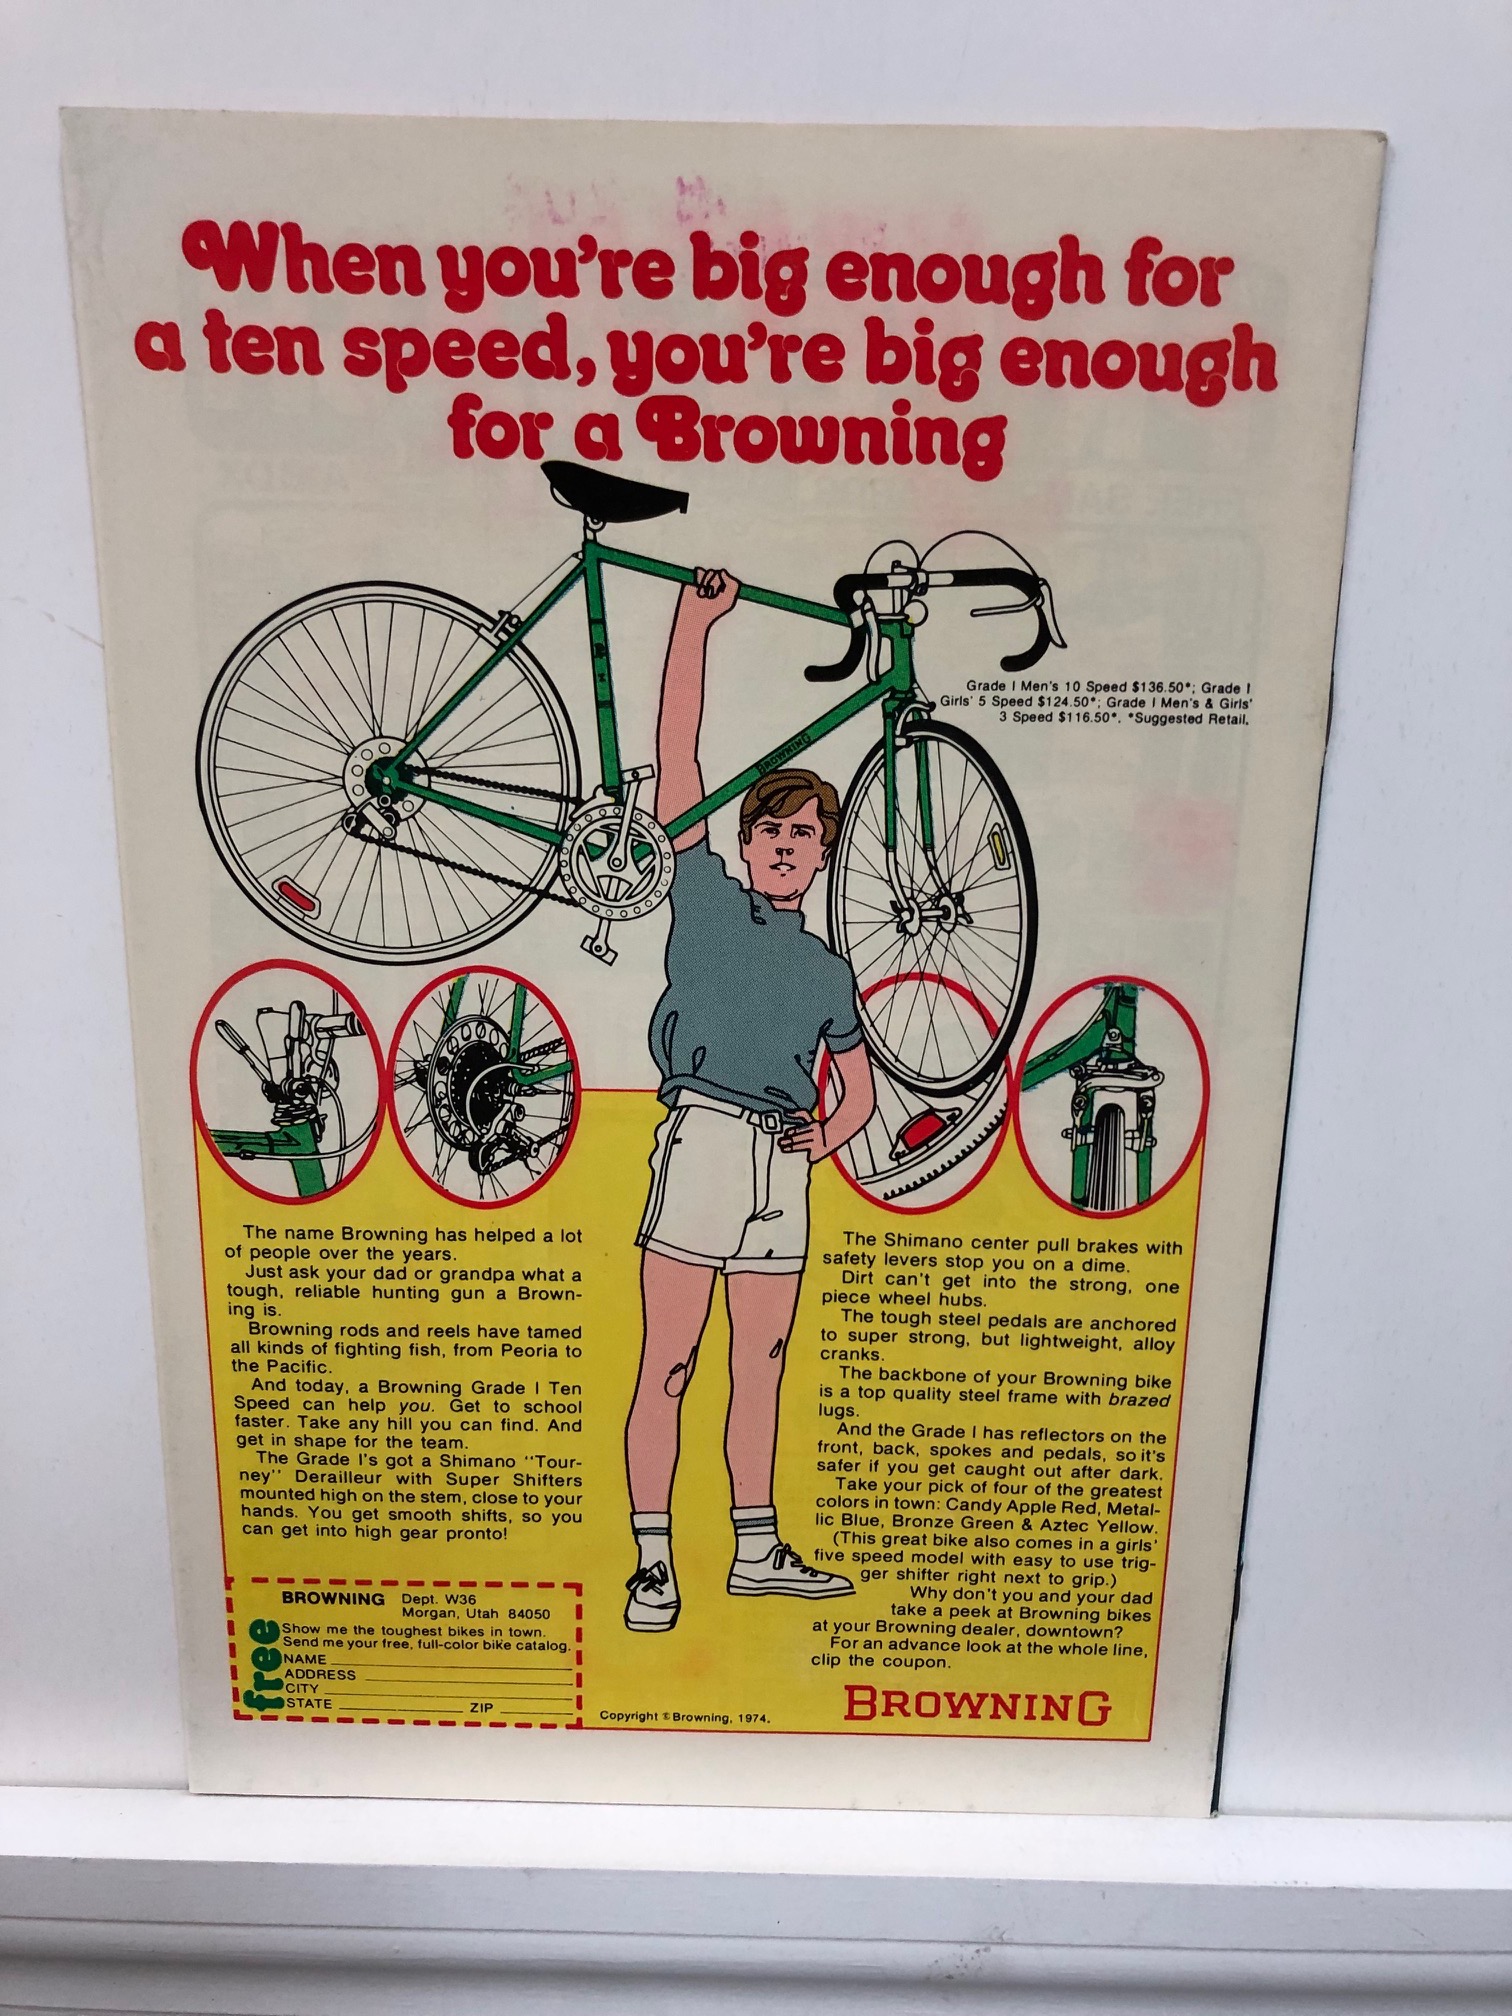 When you're big enough for
a ten speed, you're big enough
for a Browning
Grade I Men's 10 Speed $136.50*; Grade I
Girls' 5 Speed $124.50*; Grade I Men's & Girls'
3 Speed $116.50*. *Suggested Retail.
BROWNING
The name Browning has helped a lot
of people over the years.
Just ask your dad or grandpa what a
tough, reliable hunting gun a Brown-
ing is.
Browning rods and reels have tamed
all kinds of fighting fish, from Peoria to
the Pacific.
And today, a Browning Grade I Ten
Speed can help you. Get to school
faster. Take any hill you can find. And
get in shape for the team.
The Grade I's got a Shimano "Tour-
ney" Derailleur with Super Shifters
mounted high on the stem, close to your
hands. You get smooth shifts, so you
can get into high gear pronto!
The Shimano center pull brakes with
safety levers stop you on a dime.
Dirt can't get into the strong, one
piece wheel hubs.
The tough steel pedals are anchored
to super strong, but lightweight, alloy
cranks.
The backbone of your Browning bike
is a top quality steel frame with brazed
lugs.
And the Grade I has reflectors on the
front, back, spokes and pedals, so it's
safer if you get caught out after dark.
Take your pick of four of the greatest
colors in town: Candy Apple Red, Metal-
lic Blue, Bronze Green & Aztec Yellow.
(This great bike also comes in a girls'
five speed model with easy to use trig-
ger shifter right next to grip.)
Why don't you and your dad
take a peek at Browning bikes
at your Browning dealer, downtown?
For an advance look at the whole line,
clip the coupon.
BROWNING Dept. W36
Morgan, Utah 84050
free
Show me the toughest bikes in town.
Send me your free, full-color bike catalog.
NAME
ADDRESS
CITY
STATE ZIP
Copyright © Browning, 1974.
BROWNING